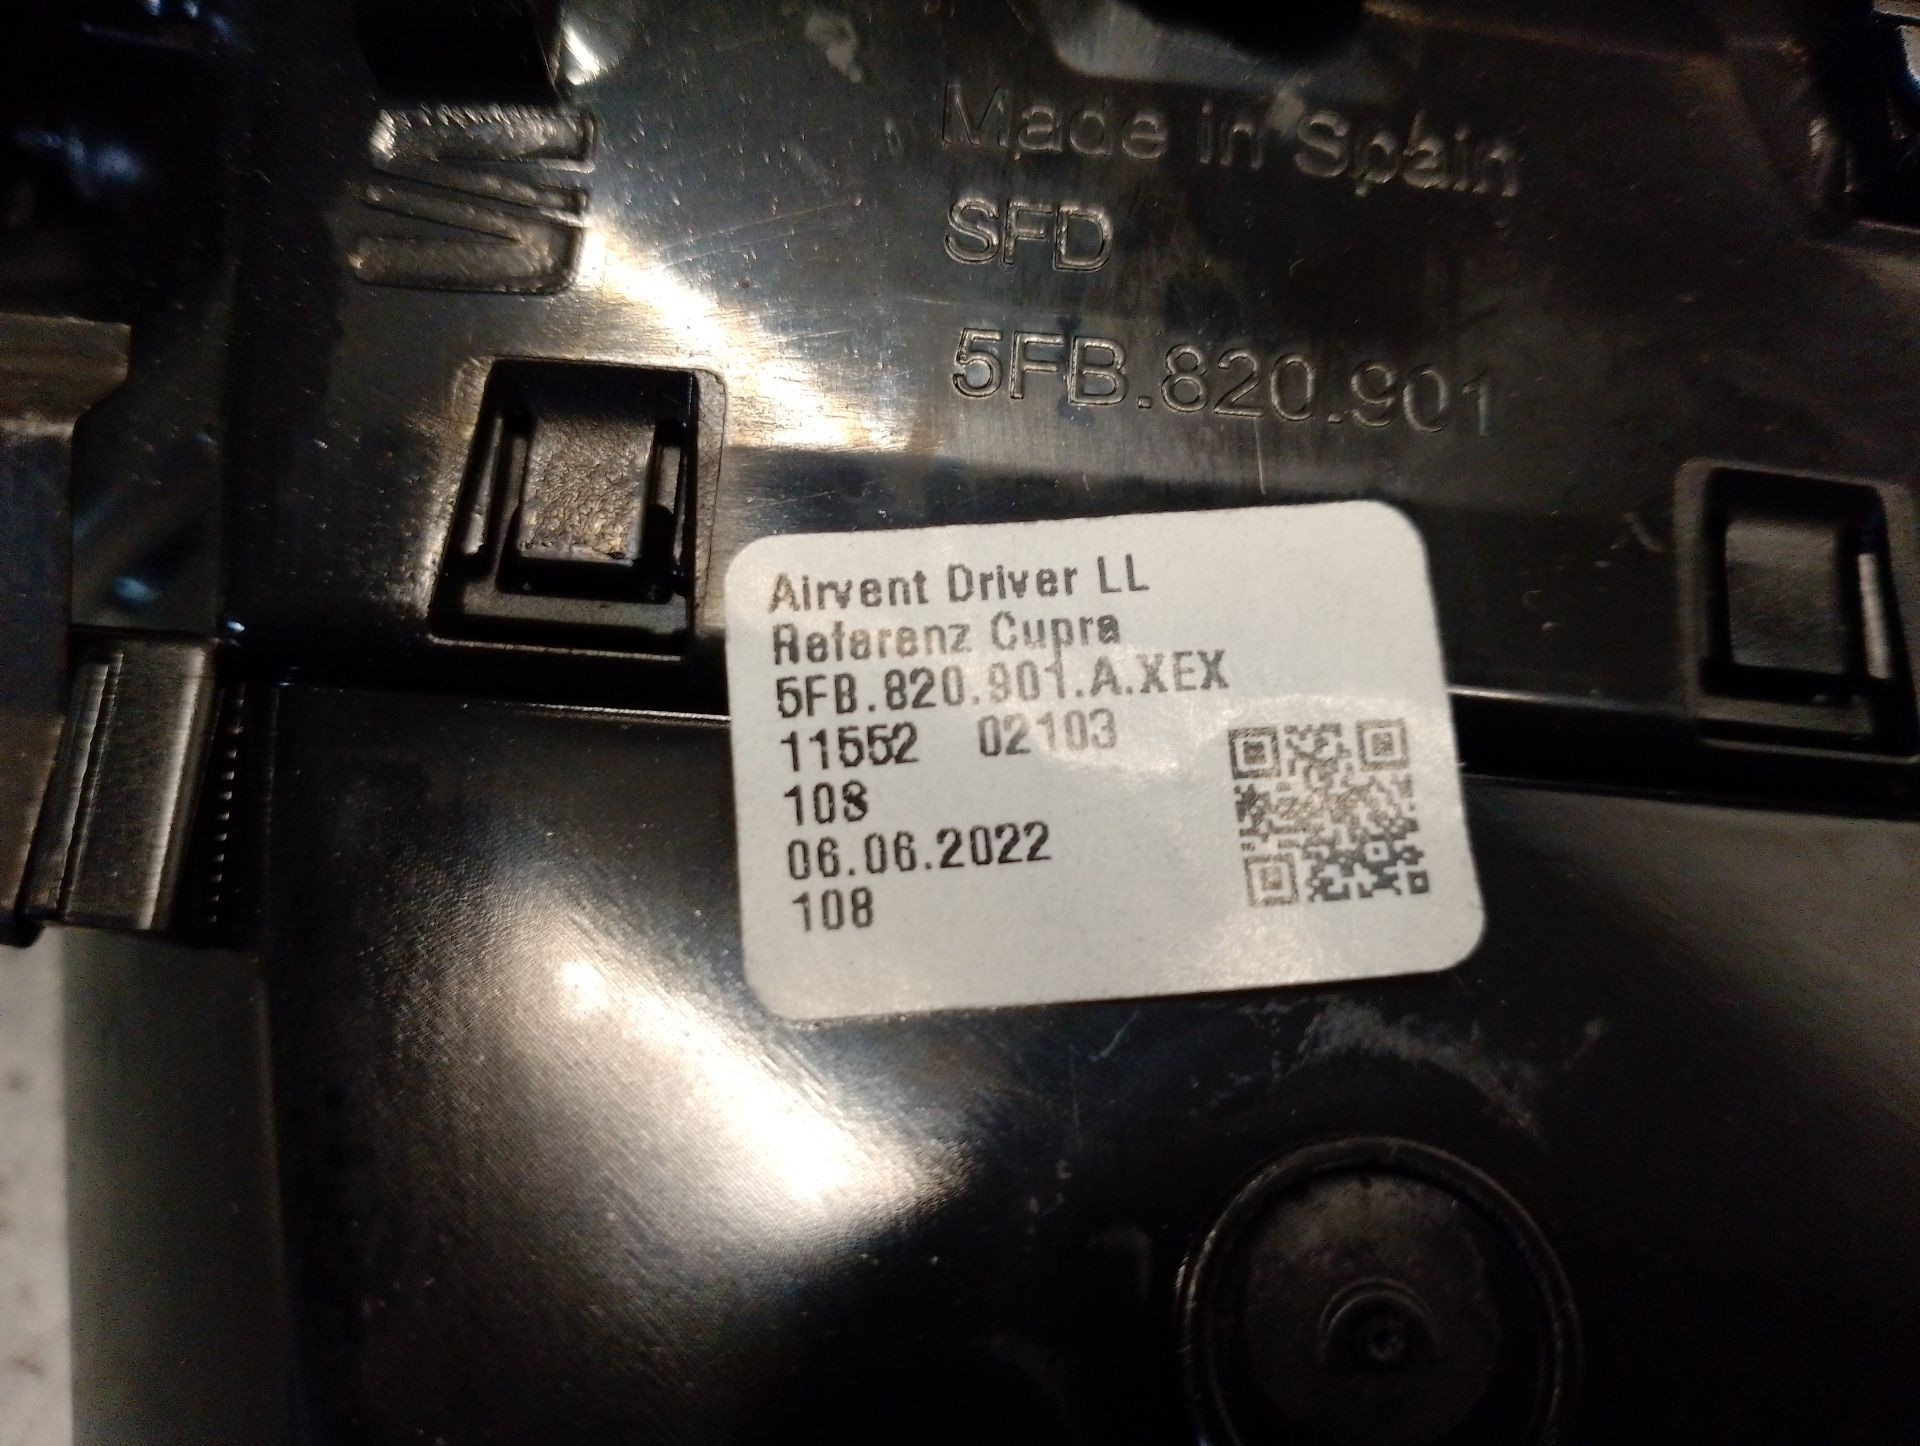 Made in Spain
SFD
5FB.820.901
Airvent Driver LL
Referenz Cupra
5FB.820.901.A.XEX
11552 02103
108
06.06.2022
108